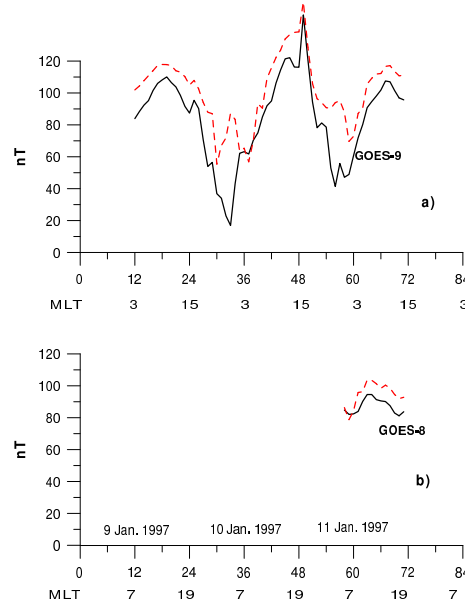 120
100
nT
80
60
GOES-9
40
a)
20
0
0 12 24 36 48 60 72 84
MLT 3 15 3 15 3 15 3
120
100
nT
80
GOES-8
60
40
b)
20
9 Jan. 1997 10 Jan. 1997 11 Jan. 1997
0
0 12 24 36 48 60 72 84
MLT 7 19 7 19 7 19 7